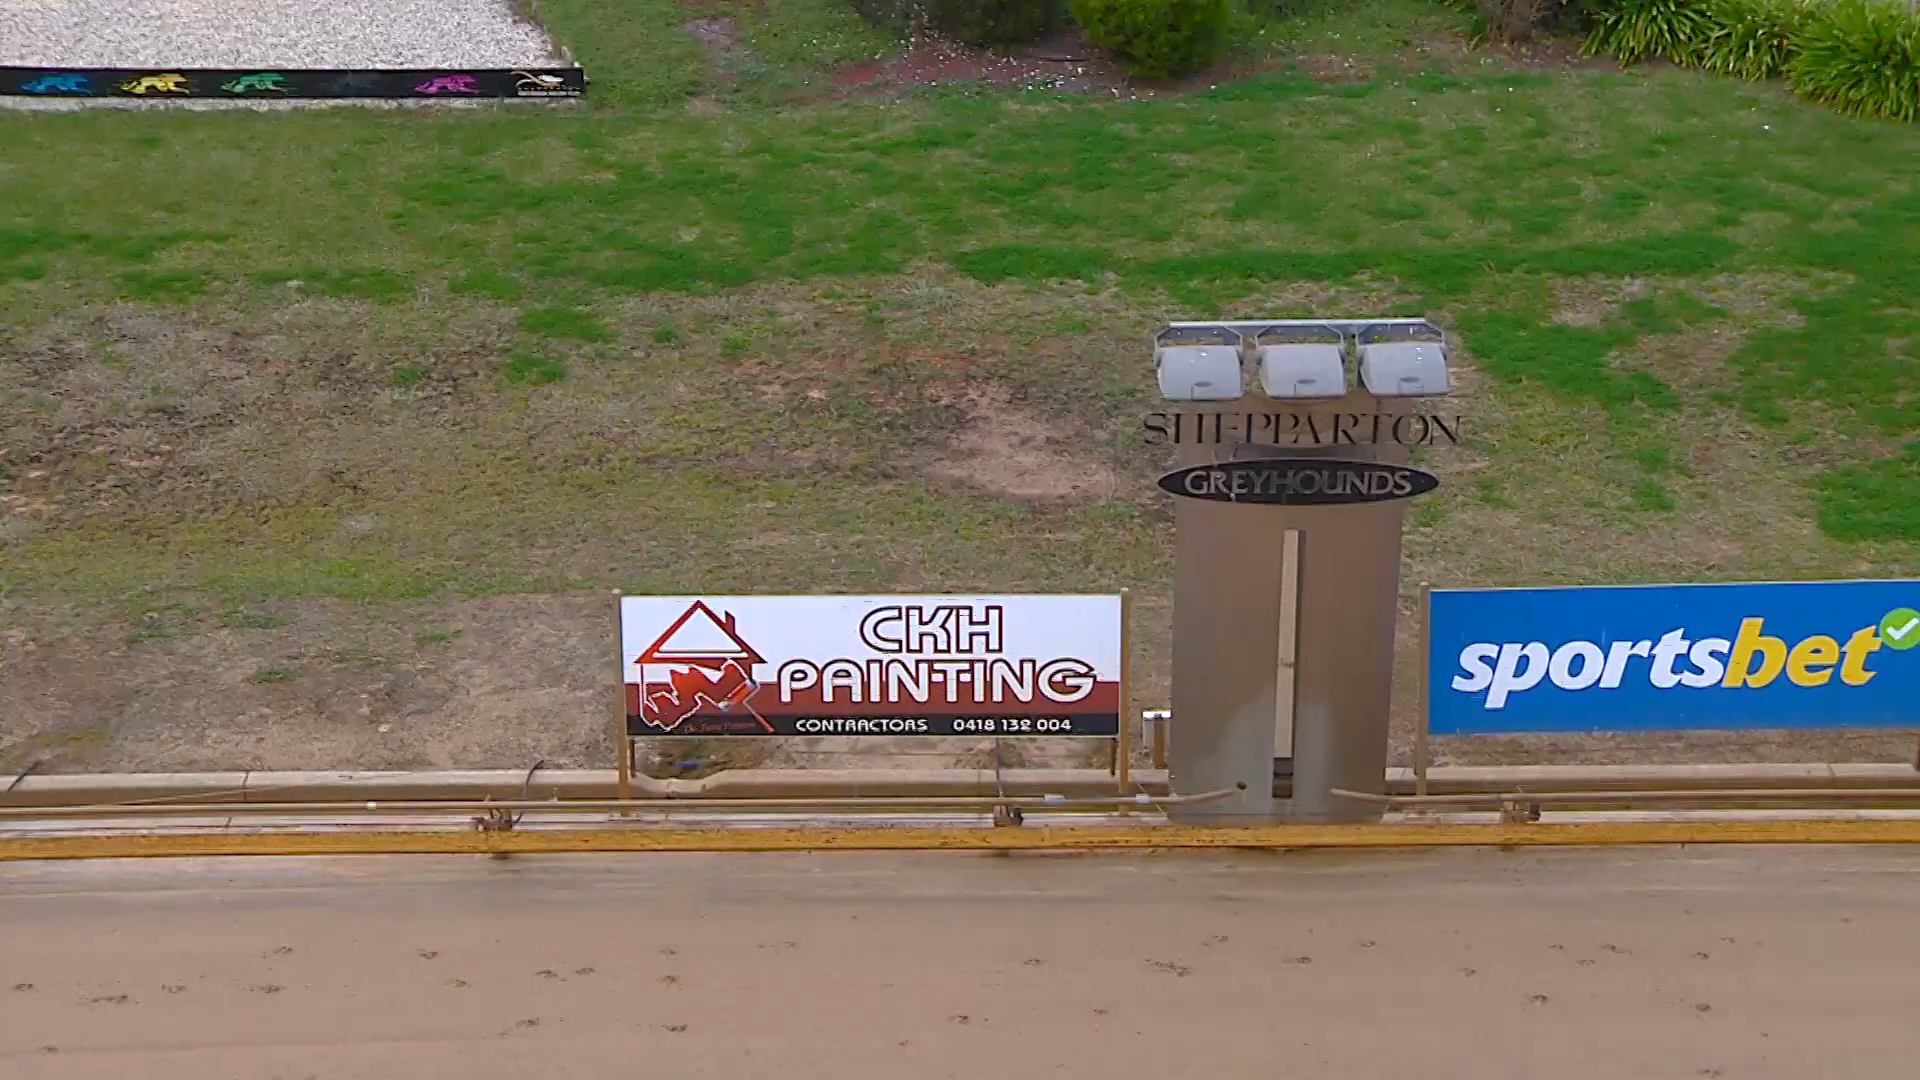 SHEPPARTON
GREYHOUNDS
CKH
PAINTING
CONTRACTORS 0418 132 004
sportsbet